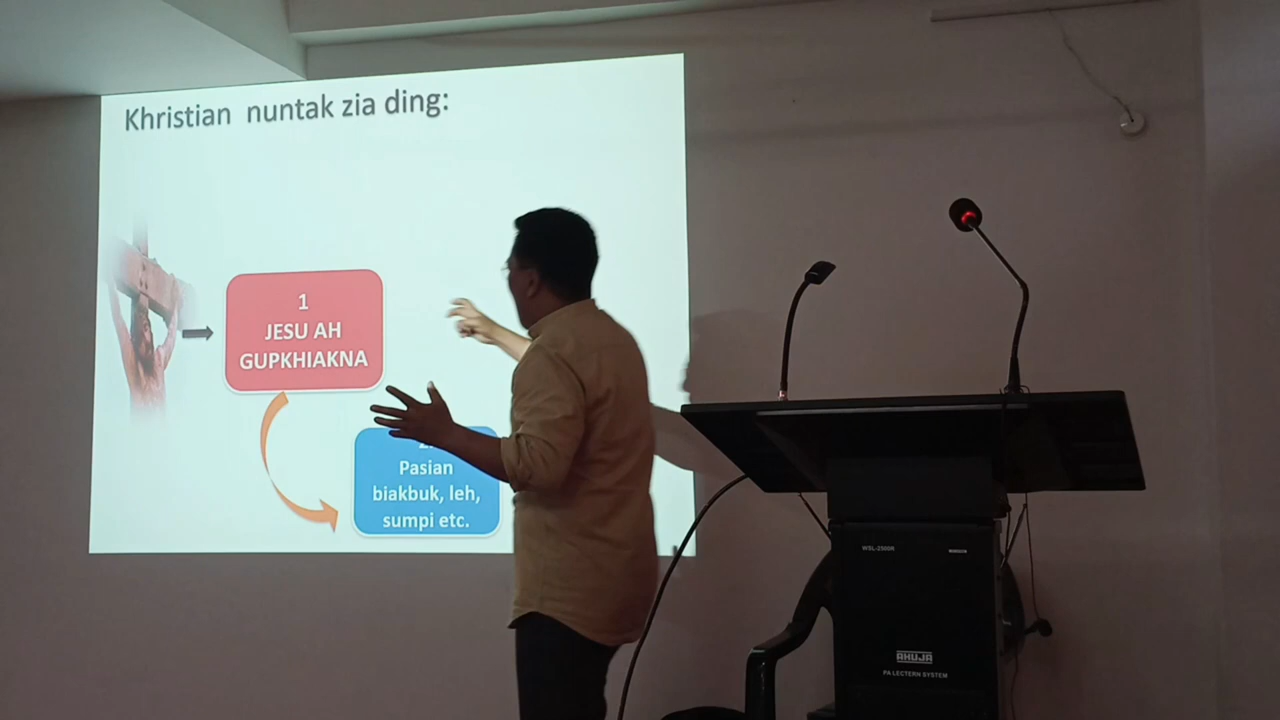 Khristian nuntak zia ding:
1
JESU AH
GUPKHIAKNA
Pasian
biakbuk, leh,
sumpi etc.
WSL-2500R
AHUJA
PA LECTERN SYSTEM